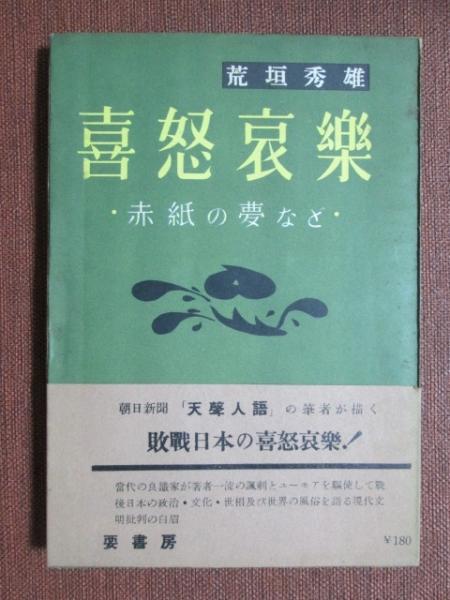 荒垣秀雄
喜怒哀樂
・赤紙の夢など・
朝日新聞「天聲人語」の筆者が描く
敗戰日本の喜怒哀樂！
當代の良識家が著者一流の諷刺とユーモアを驅使して戰
後日本の政治・文化・世相及び世界の風俗を語る現代文
明批判の白眉
要書房
￥180